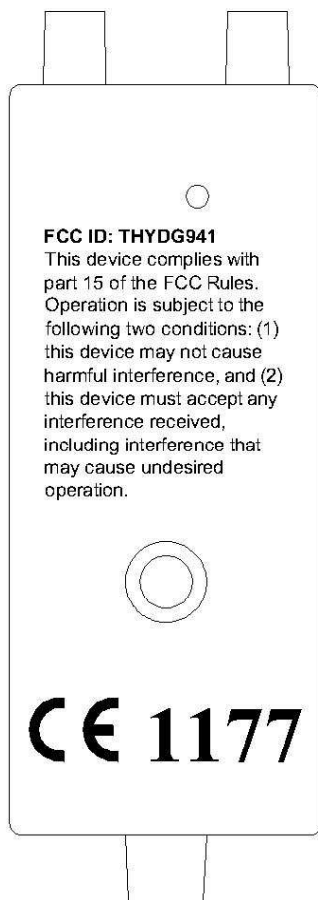 FCC ID: THYDG941
This device complies with
part 15 of the FCC Rules.
Operation is subject to the
following two conditions: (1)
this device may not cause
harmful interference, and (2)
this device must accept any
interference received,
including interference that
may cause undesired
operation.
CE 1177